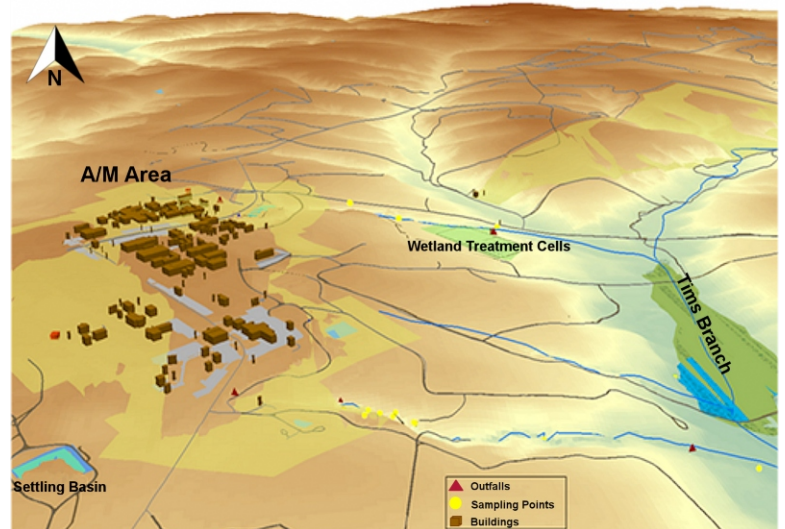 N
A/M Area
Wetland Treatment Cells
Tims Branch
Settling Basin
Outfalls
Sampling Points
Buildings